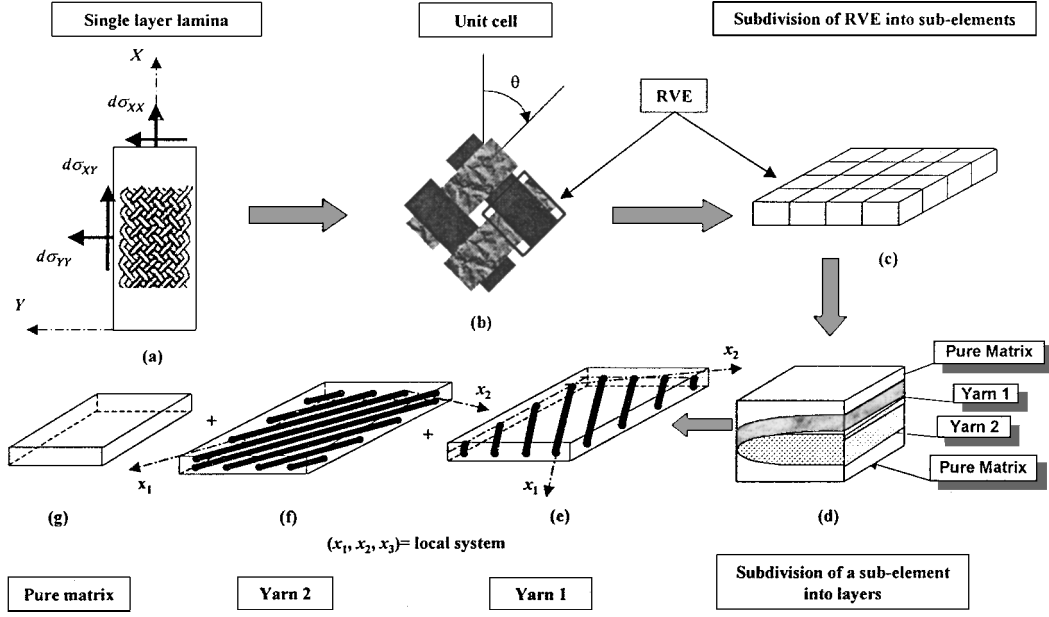 Single layer lamina
Unit cell
Subdivision of RVE into sub-elements
X
θ
dσXX
RVE
dσXY
dσYY
(c)
Y
(b)
(a)
Pure Matrix
x2
Yarn 1
x2
Yarn 2
+
+
Pure Matrix
x1
x1
(g)
(f)
(e)
(d)
(x1, x2, x3)= local system
Pure matrix
Yarn 2
Yarn 1
Subdivision of a sub-element
into layers